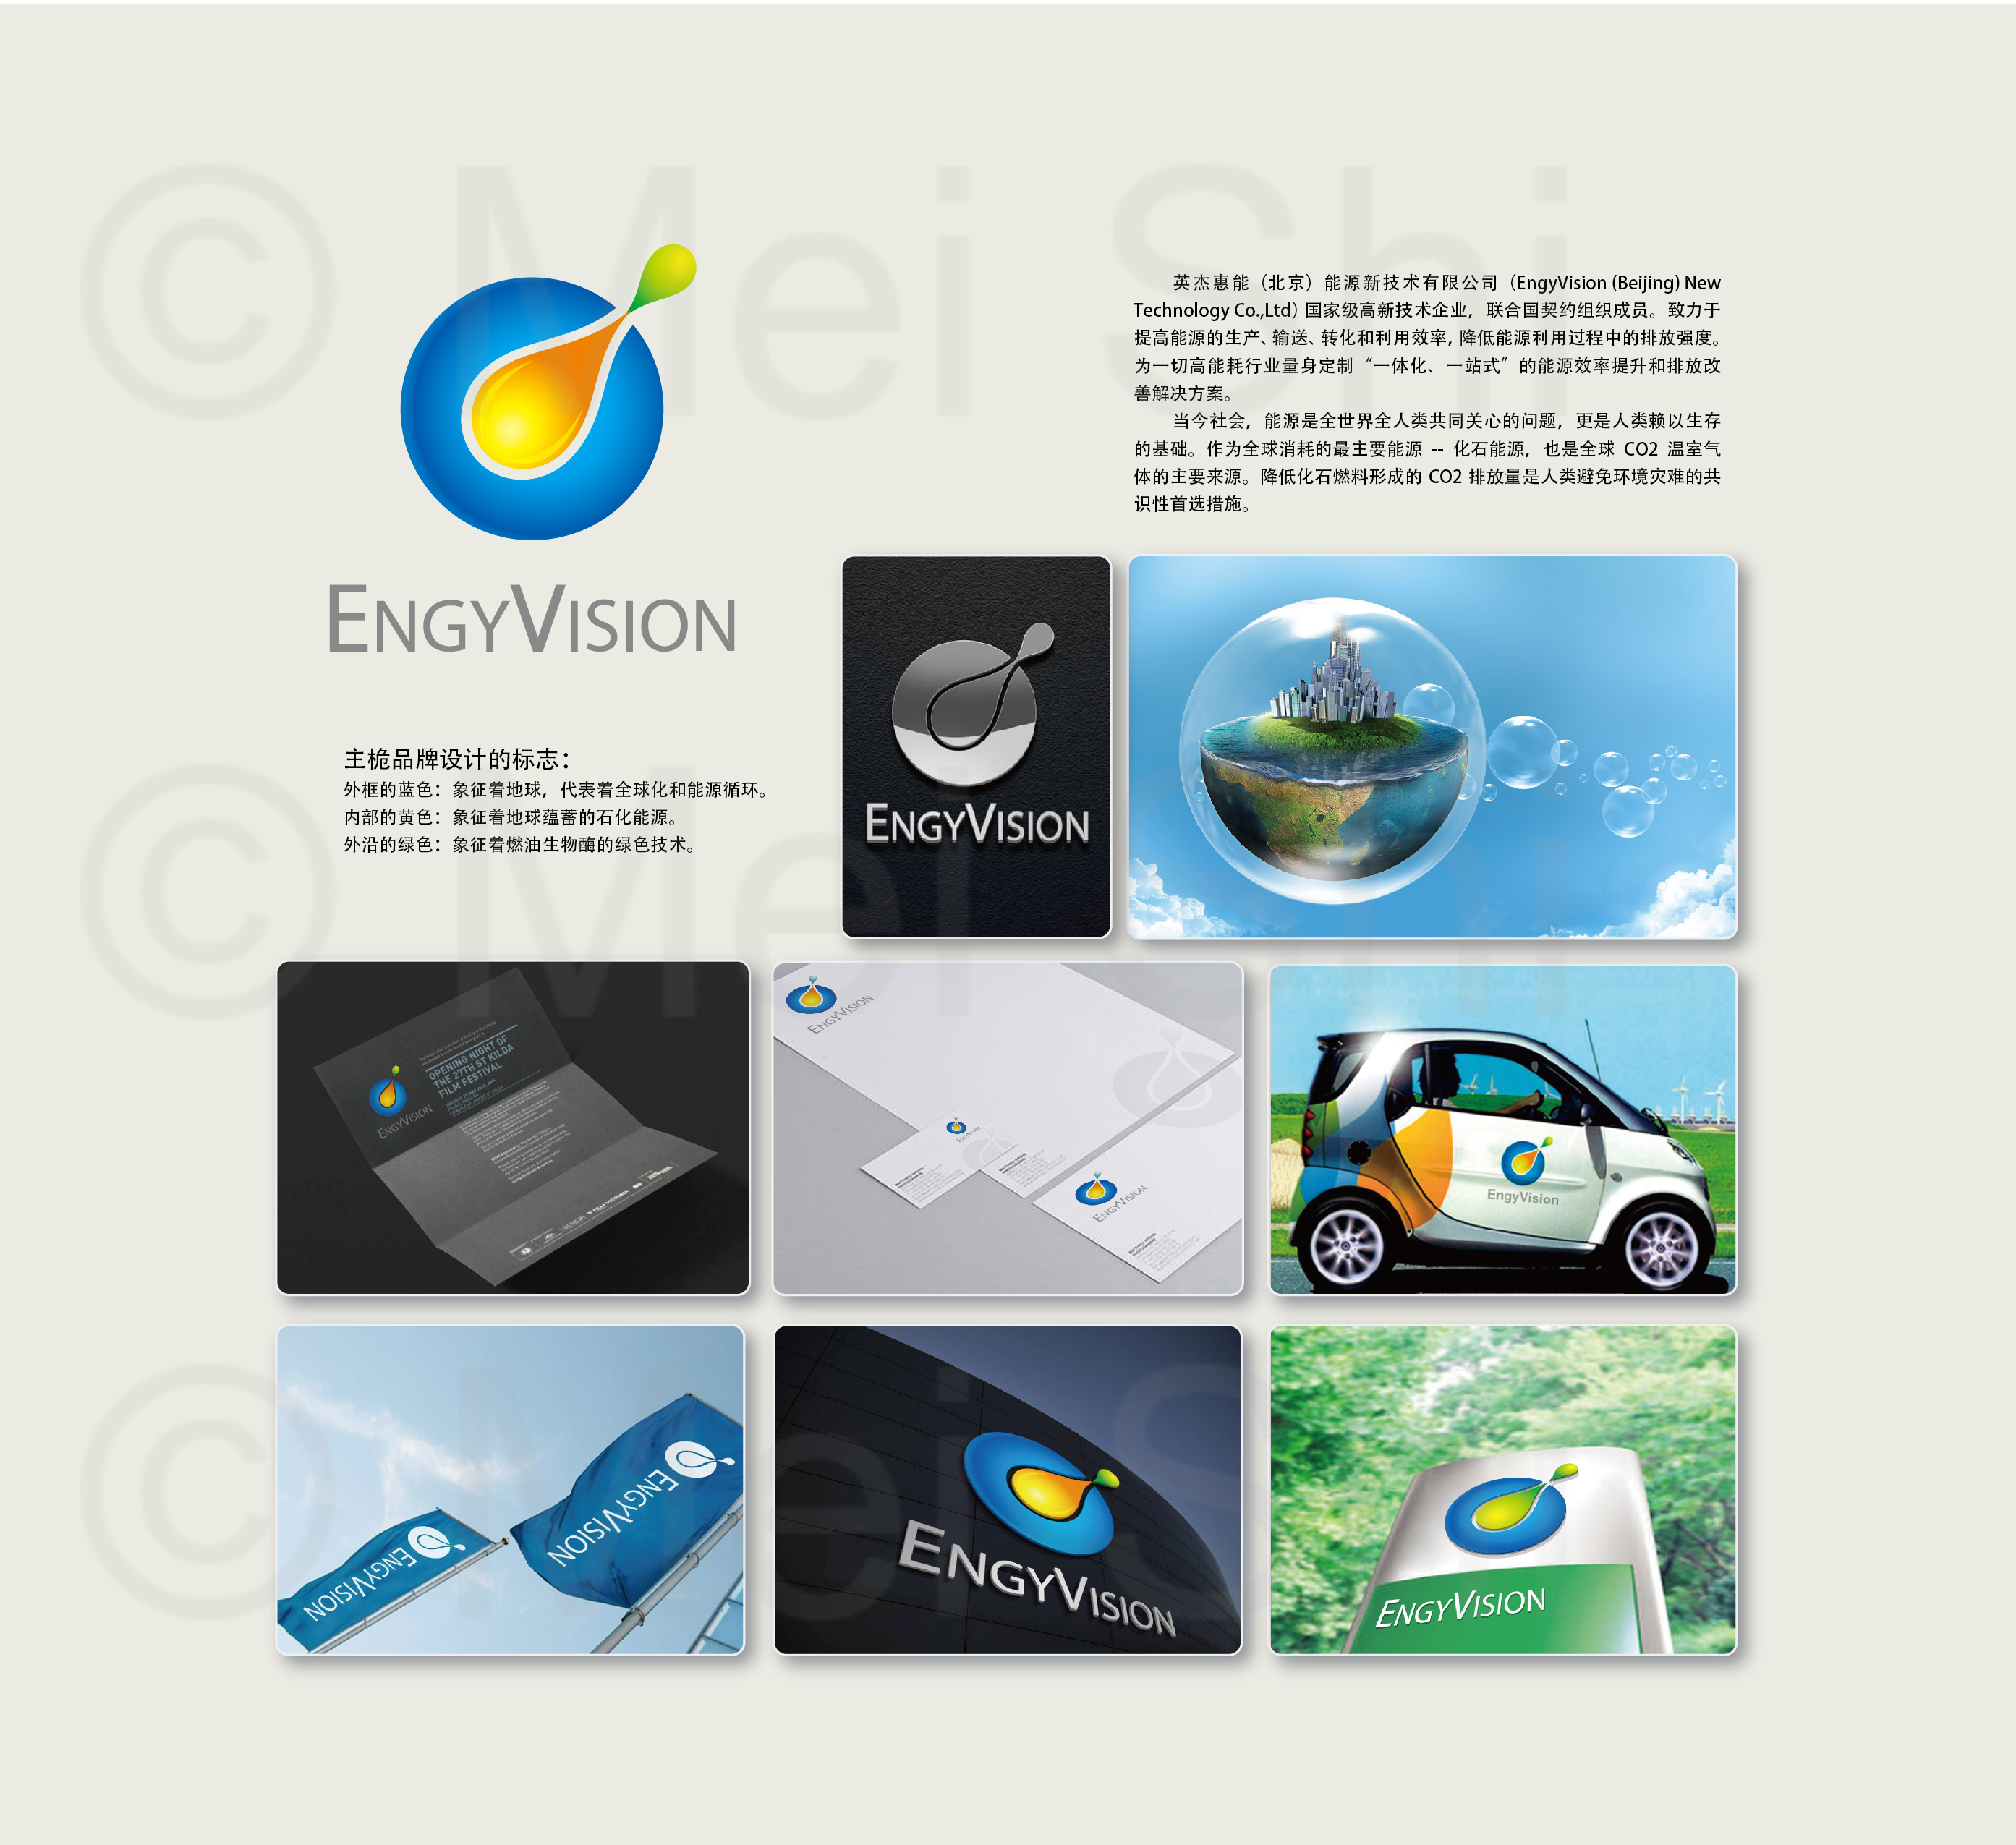 © Mei Shi
英杰惠能（北京）能源新技术有限公司（EngyVision (Beijing) New
Technology Co.,Ltd）国家级高新技术企业，联合国契约组织成员。致力于
提高能源的生产、输送、转化和利用效率，降低能源利用过程中的排放强度。
为一切高能耗行业量身定制“一体化、一站式”的能源效率提升和排放改
善解决方案。
当今社会，能源是全世界全人类共同关心的问题，更是人类赖以生存
的基础。作为全球消耗的最主要能源 -- 化石能源，也是全球 CO2 温室气
体的主要来源。降低化石燃料形成的 CO2 排放量是人类避免环境灾难的共
识性首选措施。
ENGYVISION
主桅品牌设计的标志：
外框的蓝色：象征着地球，代表着全球化和能源循环。
内部的黄色：象征着地球蕴蓄的石化能源。
外沿的绿色：象征着燃油生物酶的绿色技术。
ENGYVISION
© Mei Shi
OPENING NIGHT OF
THE 27TH ST KILDA
FILM FESTIVAL
ENGYVISION
ENGYVISION
ENGYVISION
EngyVision
© Mei S
ENGYVISION
ENGYVISION
ENGYVISION
ENGYVISION